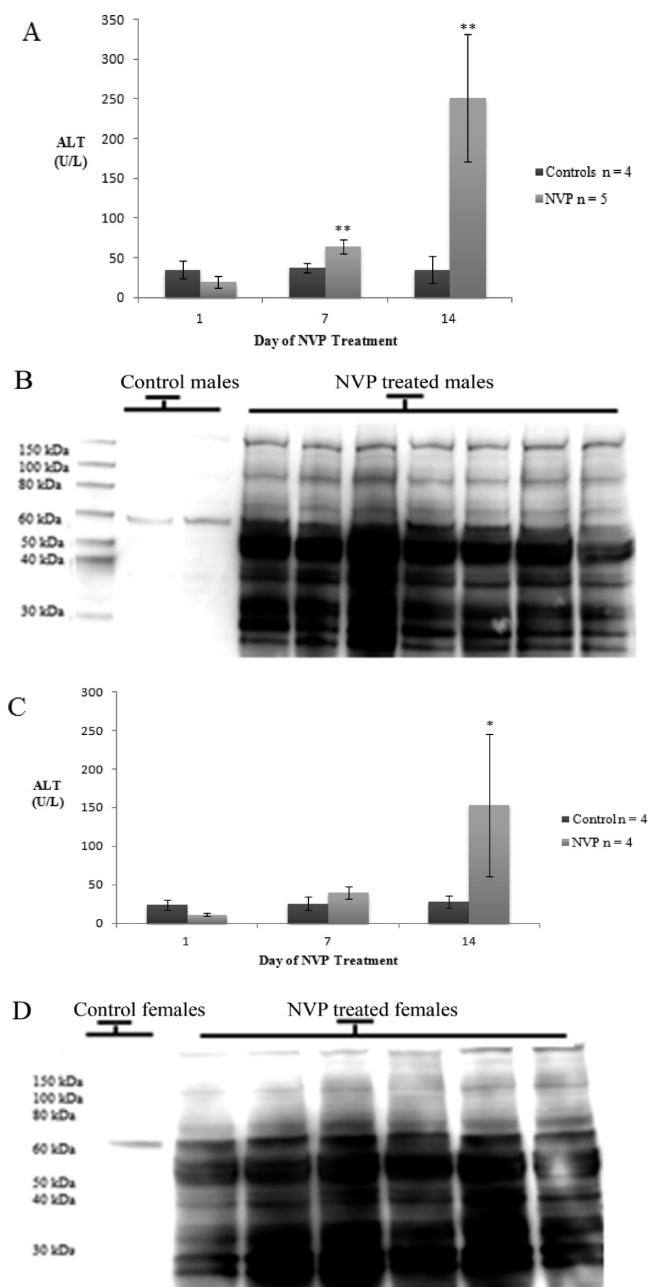 A
350
**
300
250
ALT
(U/L)
200
Controls n = 4
150
NVP n = 5
100
**
50
0
1
7
14
Day of NVP Treatment
B
Control males
NVP treated males
150 kDa
100 kDa
80 kDa
60 kDa
50 kDa
40 kDa
30 kDa
C
300
250
*
ALT
(U/L)
200
150
Control n = 4
NVP n = 4
100
50
0
1
7
14
Day of NVP Treatment
D
Control females
NVP treated females
150 kDa
100 kDa
80 kDa
60 kDa
50 kDa
40 kDa
30 kDa